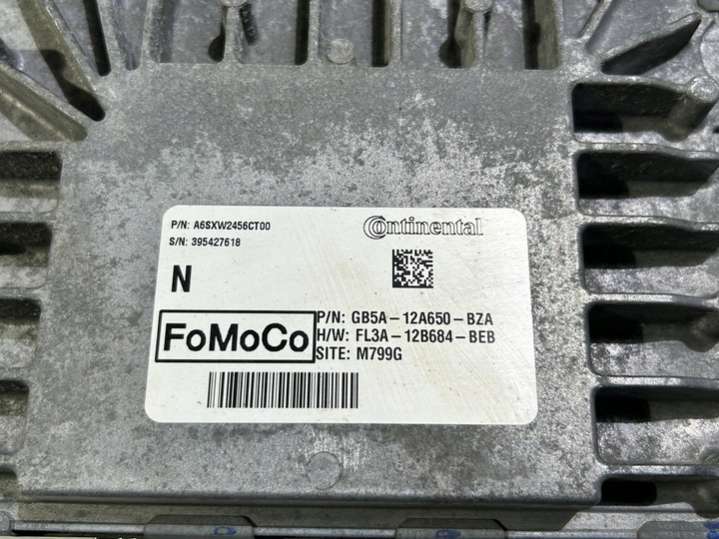 P/N: A6SXW2456CT00
S/N: 395427618
Continental
N
FoMoCo
P/N: GB5A-12A650-BZA
H/W: FL3A-12B684-BEB
SITE: M799G